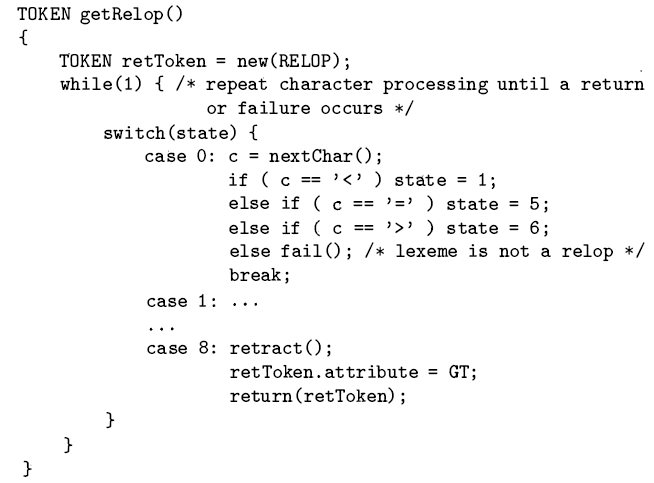 TOKEN getRelop()
{
    TOKEN retToken = new(RELOP);
    while(1) { /* repeat character processing until a return
                  or failure occurs */
        switch(state) {
            case 0: c = nextChar();
                    if ( c == '<' ) state = 1;
                    else if ( c == '=' ) state = 5;
                    else if ( c == '>' ) state = 6;
                    else fail(); /* lexeme is not a relop */
                    break;
            case 1: ...
            ...
            case 8: retract();
                    retToken.attribute = GT;
                    return(retToken);
        }
    }
}